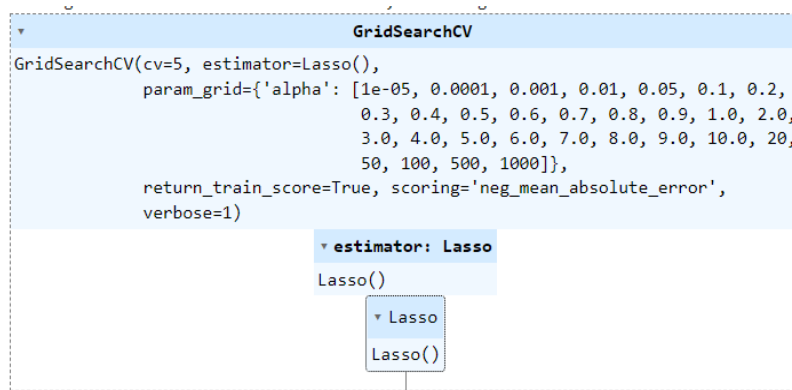 GridSearchCV
GridSearchCV(cv=5, estimator=Lasso(),
param_grid={'alpha': [1e-05, 0.0001, 0.001, 0.01, 0.05, 0.1, 0.2,
0.3, 0.4, 0.5, 0.6, 0.7, 0.8, 0.9, 1.0, 2.0,
3.0, 4.0, 5.0, 6.0, 7.0, 8.0, 9.0, 10.0, 20,
50, 100, 500, 1000]},
return_train_score=True, scoring='neg_mean_absolute_error',
verbose=1)
estimator: Lasso
Lasso()
Lasso
Lasso()